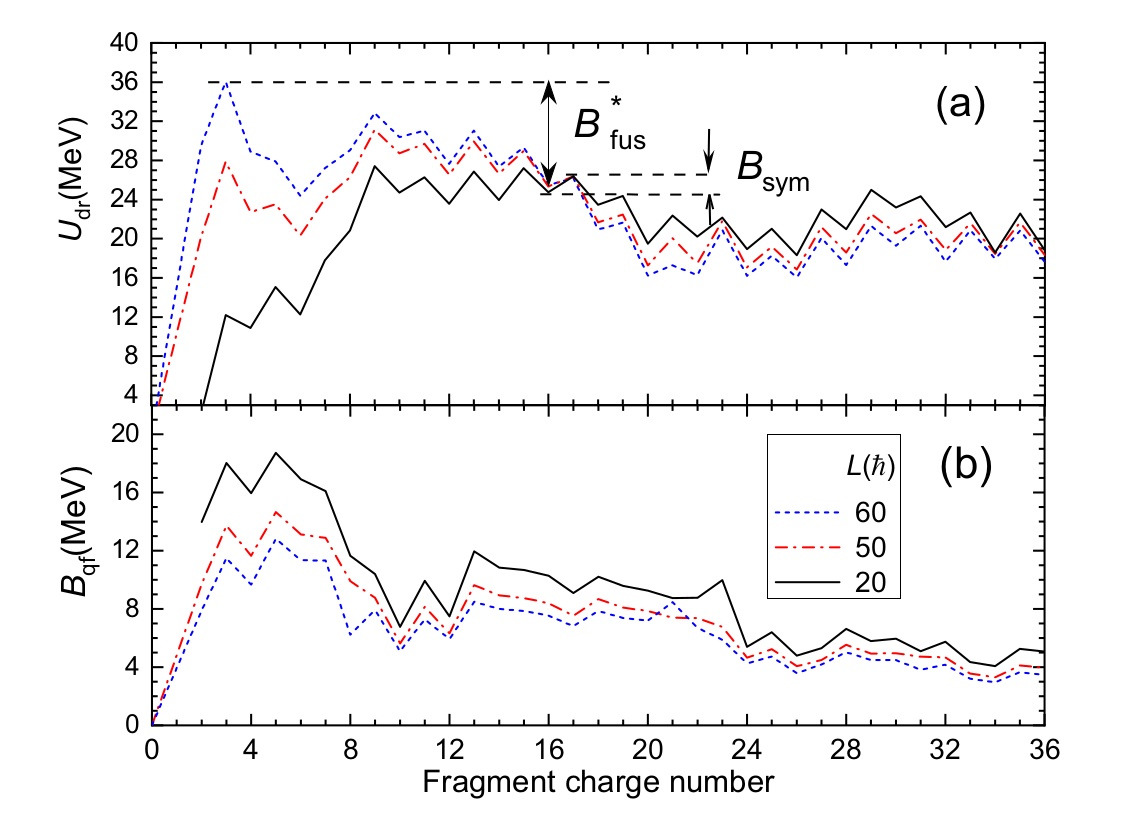 40
36
32
28
24
20
16
12
8
4
U_dr(MeV)
(a)
B*_fus
B_sym
20
16
12
8
4
0
B_qf(MeV)
(b)
L(ℏ)
60
50
20
0 4 8 12 16 20 24 28 32 36
Fragment charge number